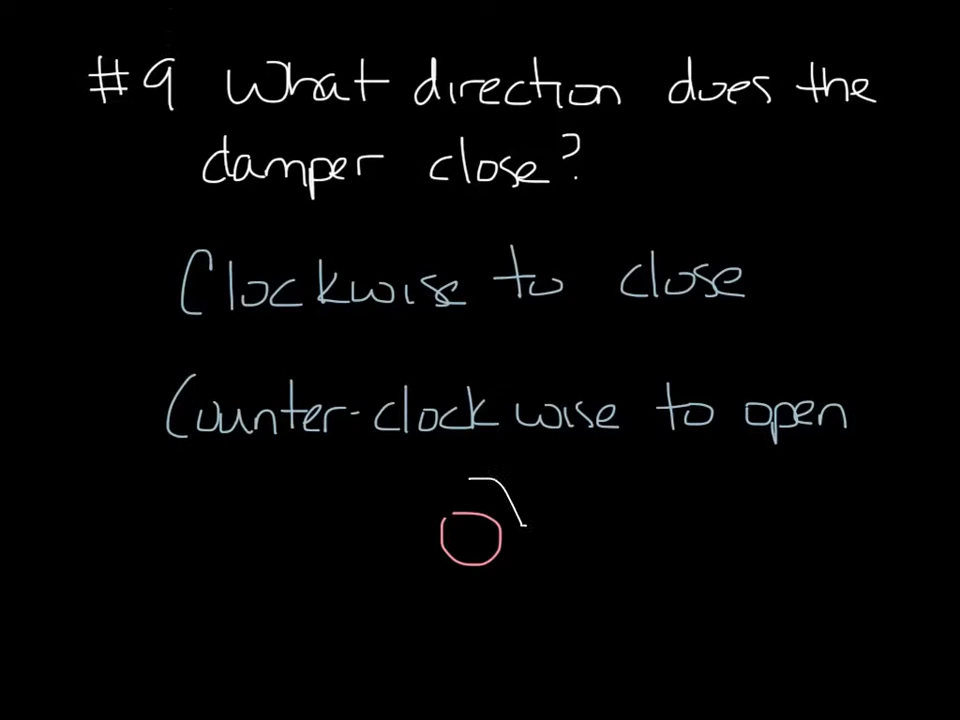 #9 What direction does the
damper close?
Clockwise to close
Counter-clockwise to open